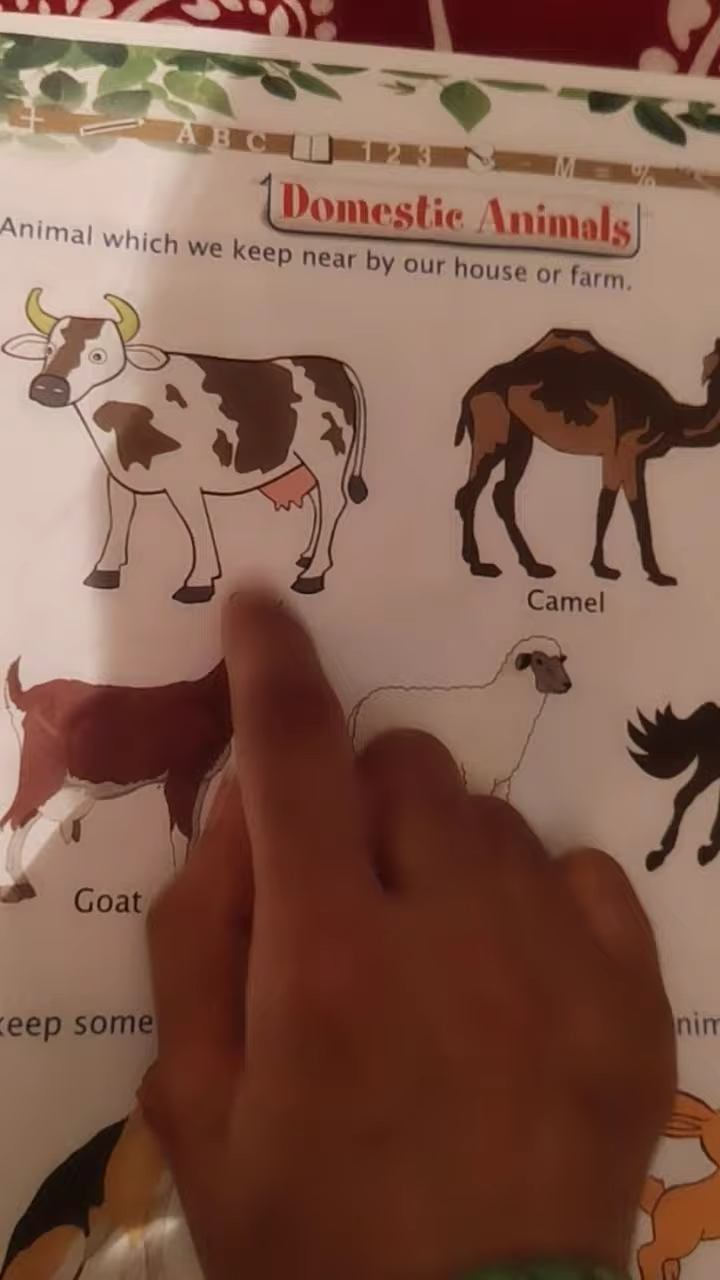 + - A B C 1 2 3 M = %
Domestic Animals
Animal which we keep near by our house or farm.
Camel
Goat
keep some